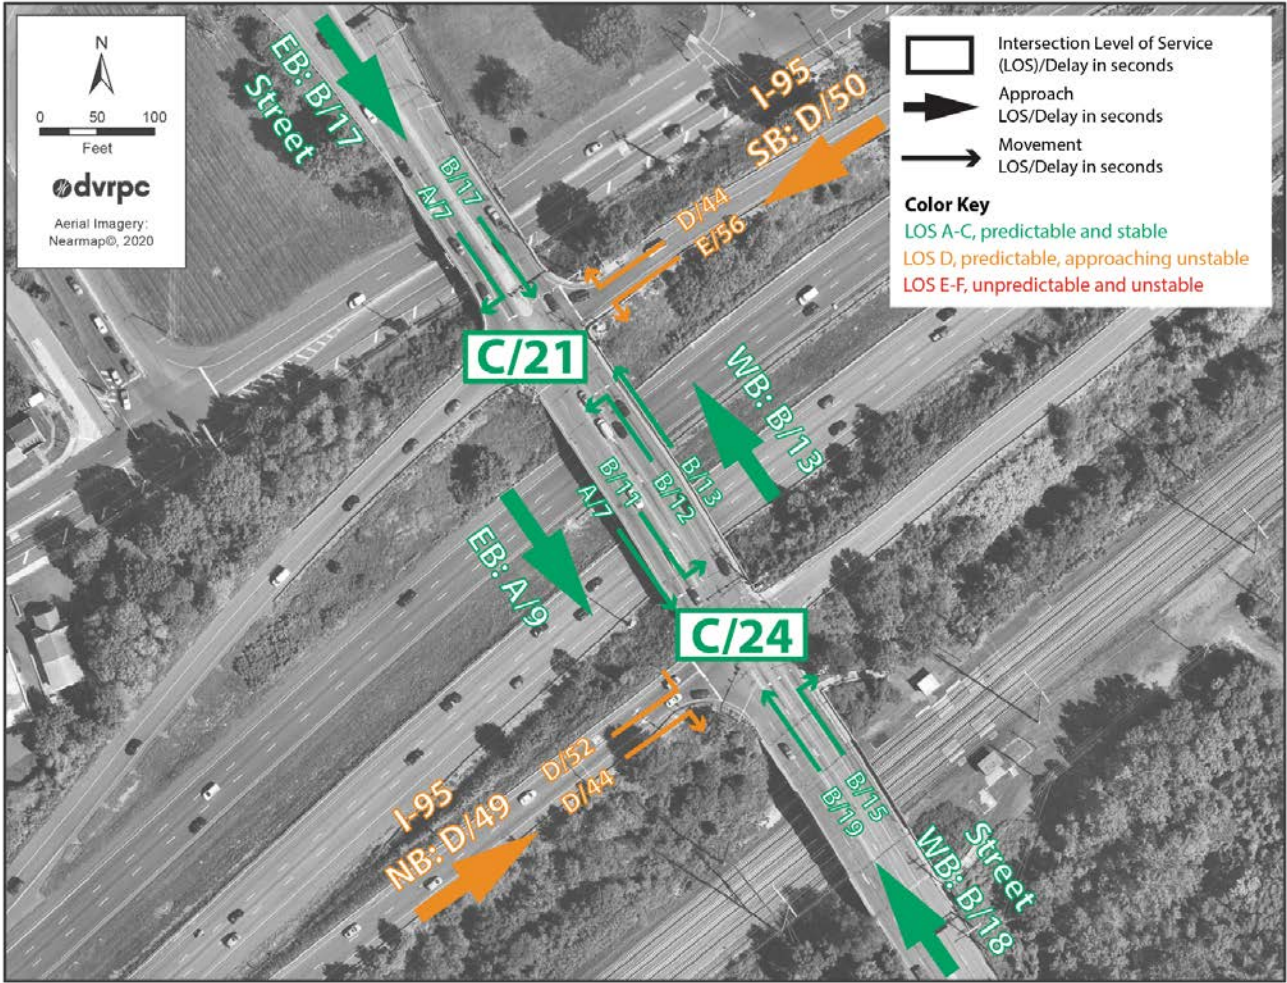 N
0 50 100
Feet
dvrpc
Aerial Imagery:
Nearmap©, 2020
EB: B/17
Street
I-95
SB: D/50
Intersection Level of Service
(LOS)/Delay in seconds
Approach
LOS/Delay in seconds
Movement
LOS/Delay in seconds
Color Key
LOS A-C, predictable and stable
LOS D, predictable, approaching unstable
LOS E-F, unpredictable and unstable
B/17
A/7
D/44
E/56
C/21
WB: B/13
B/13
B/12
B/11
A/7
EB: A/9
C/24
D/52
D/44
I-95
NB: D/49
B/15
B/19
Street
WB: B/18